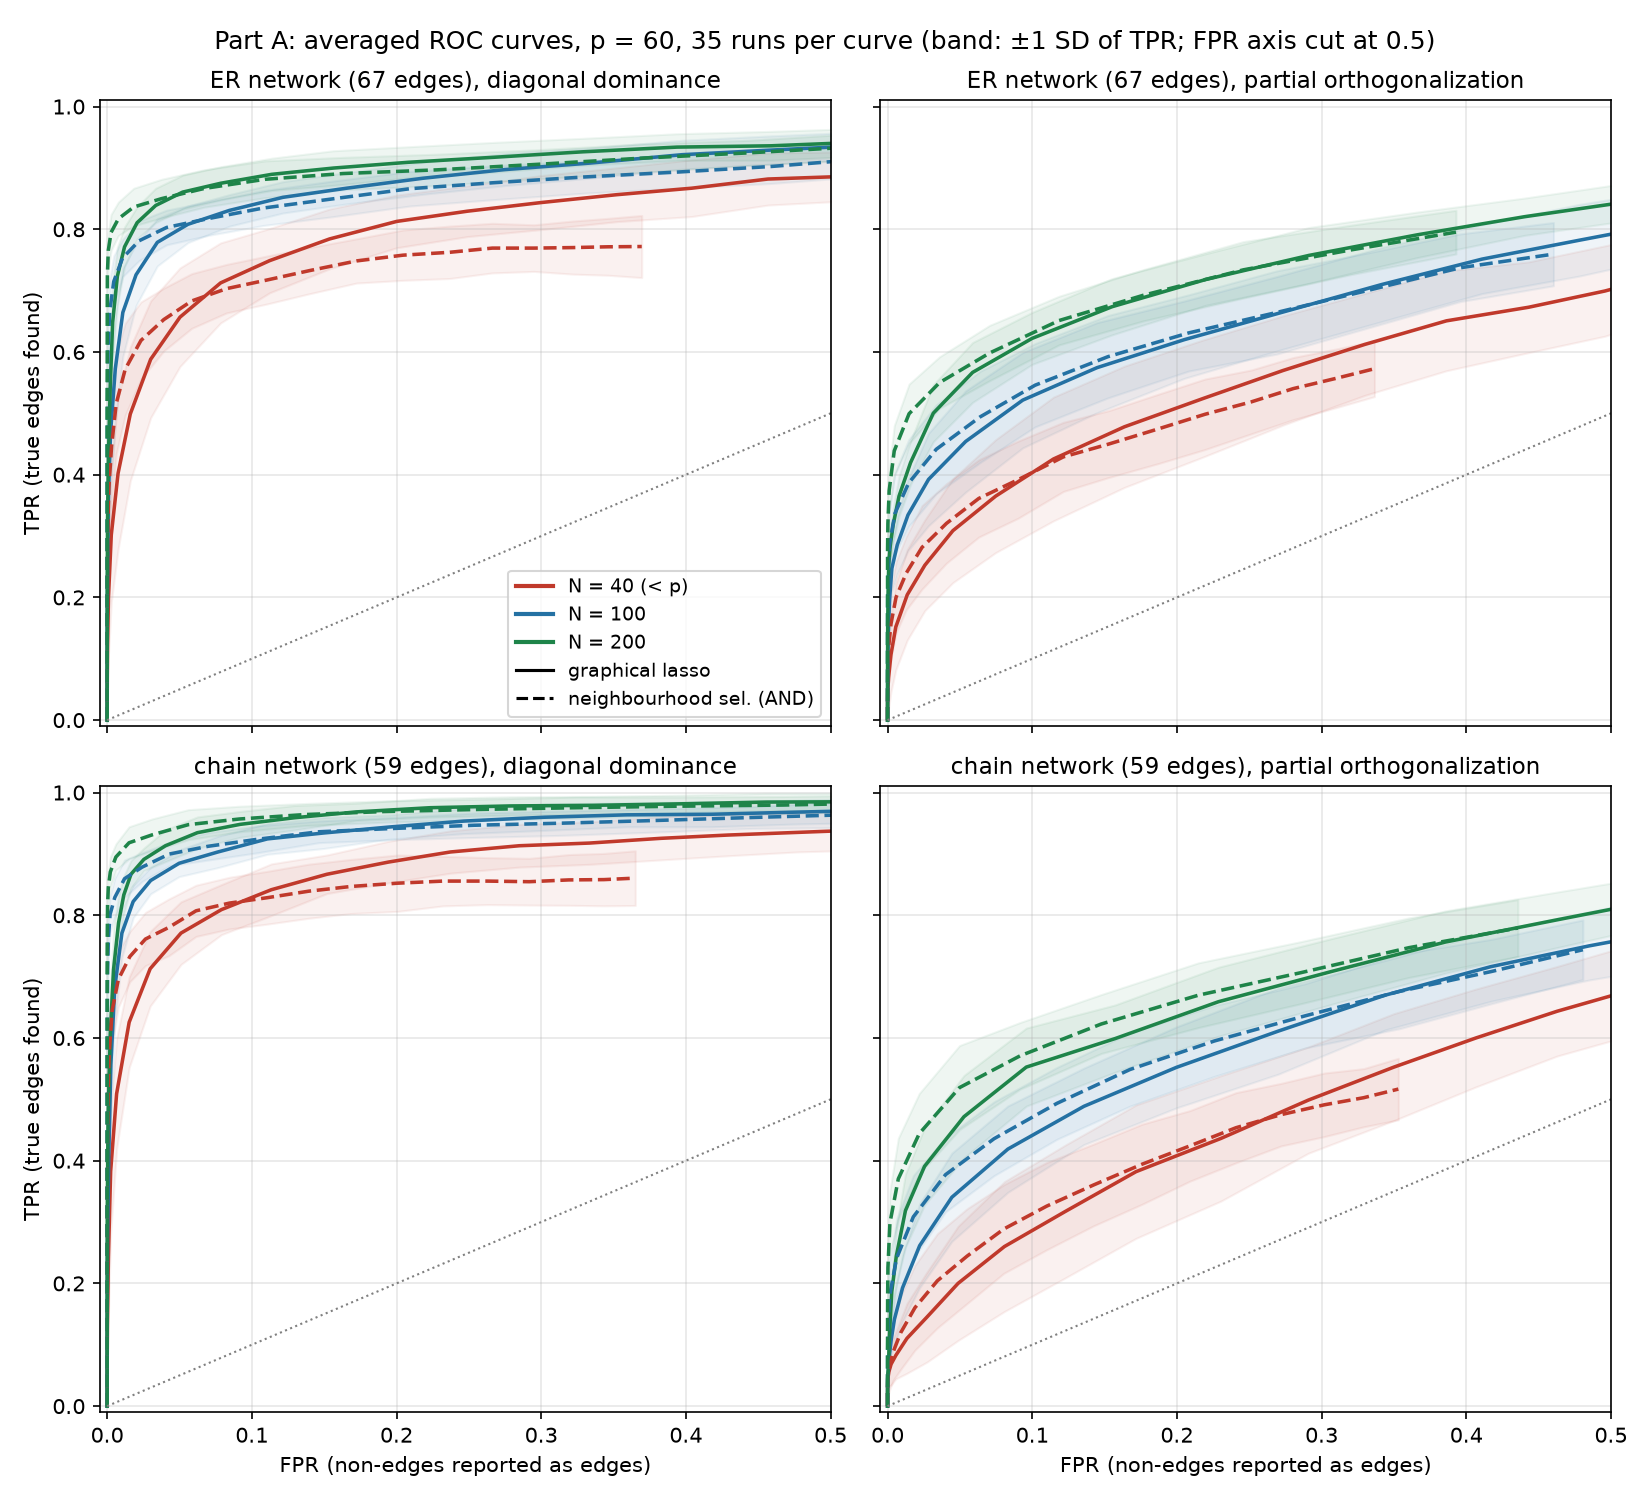 Part A: averaged ROC curves, p = 60, 35 runs per curve (band: ±1 SD of TPR; FPR axis cut at 0.5)
ER network (67 edges), diagonal dominance
ER network (67 edges), partial orthogonalization
TPR (true edges found)
1.0
0.8
0.6
0.4
0.2
0.0
N = 40 (< p)
N = 100
N = 200
graphical lasso
neighbourhood sel. (AND)
chain network (59 edges), diagonal dominance
chain network (59 edges), partial orthogonalization
TPR (true edges found)
1.0
0.8
0.6
0.4
0.2
0.0
0.0 0.1 0.2 0.3 0.4 0.5
0.0 0.1 0.2 0.3 0.4 0.5
FPR (non-edges reported as edges)
FPR (non-edges reported as edges)